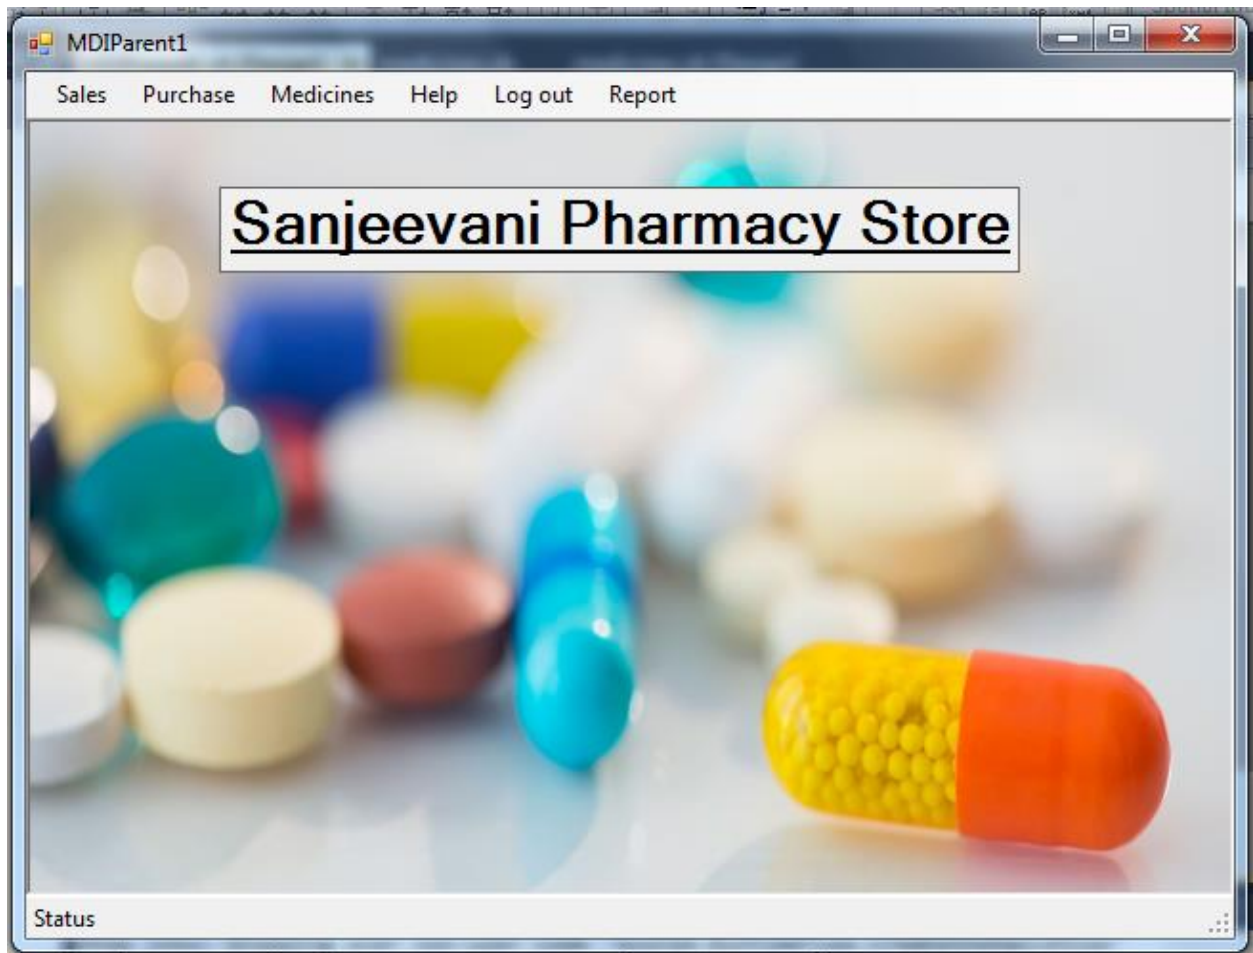 MDIParent1
Sales Purchase Medicines Help Log out Report
Sanjeevani Pharmacy Store
Status